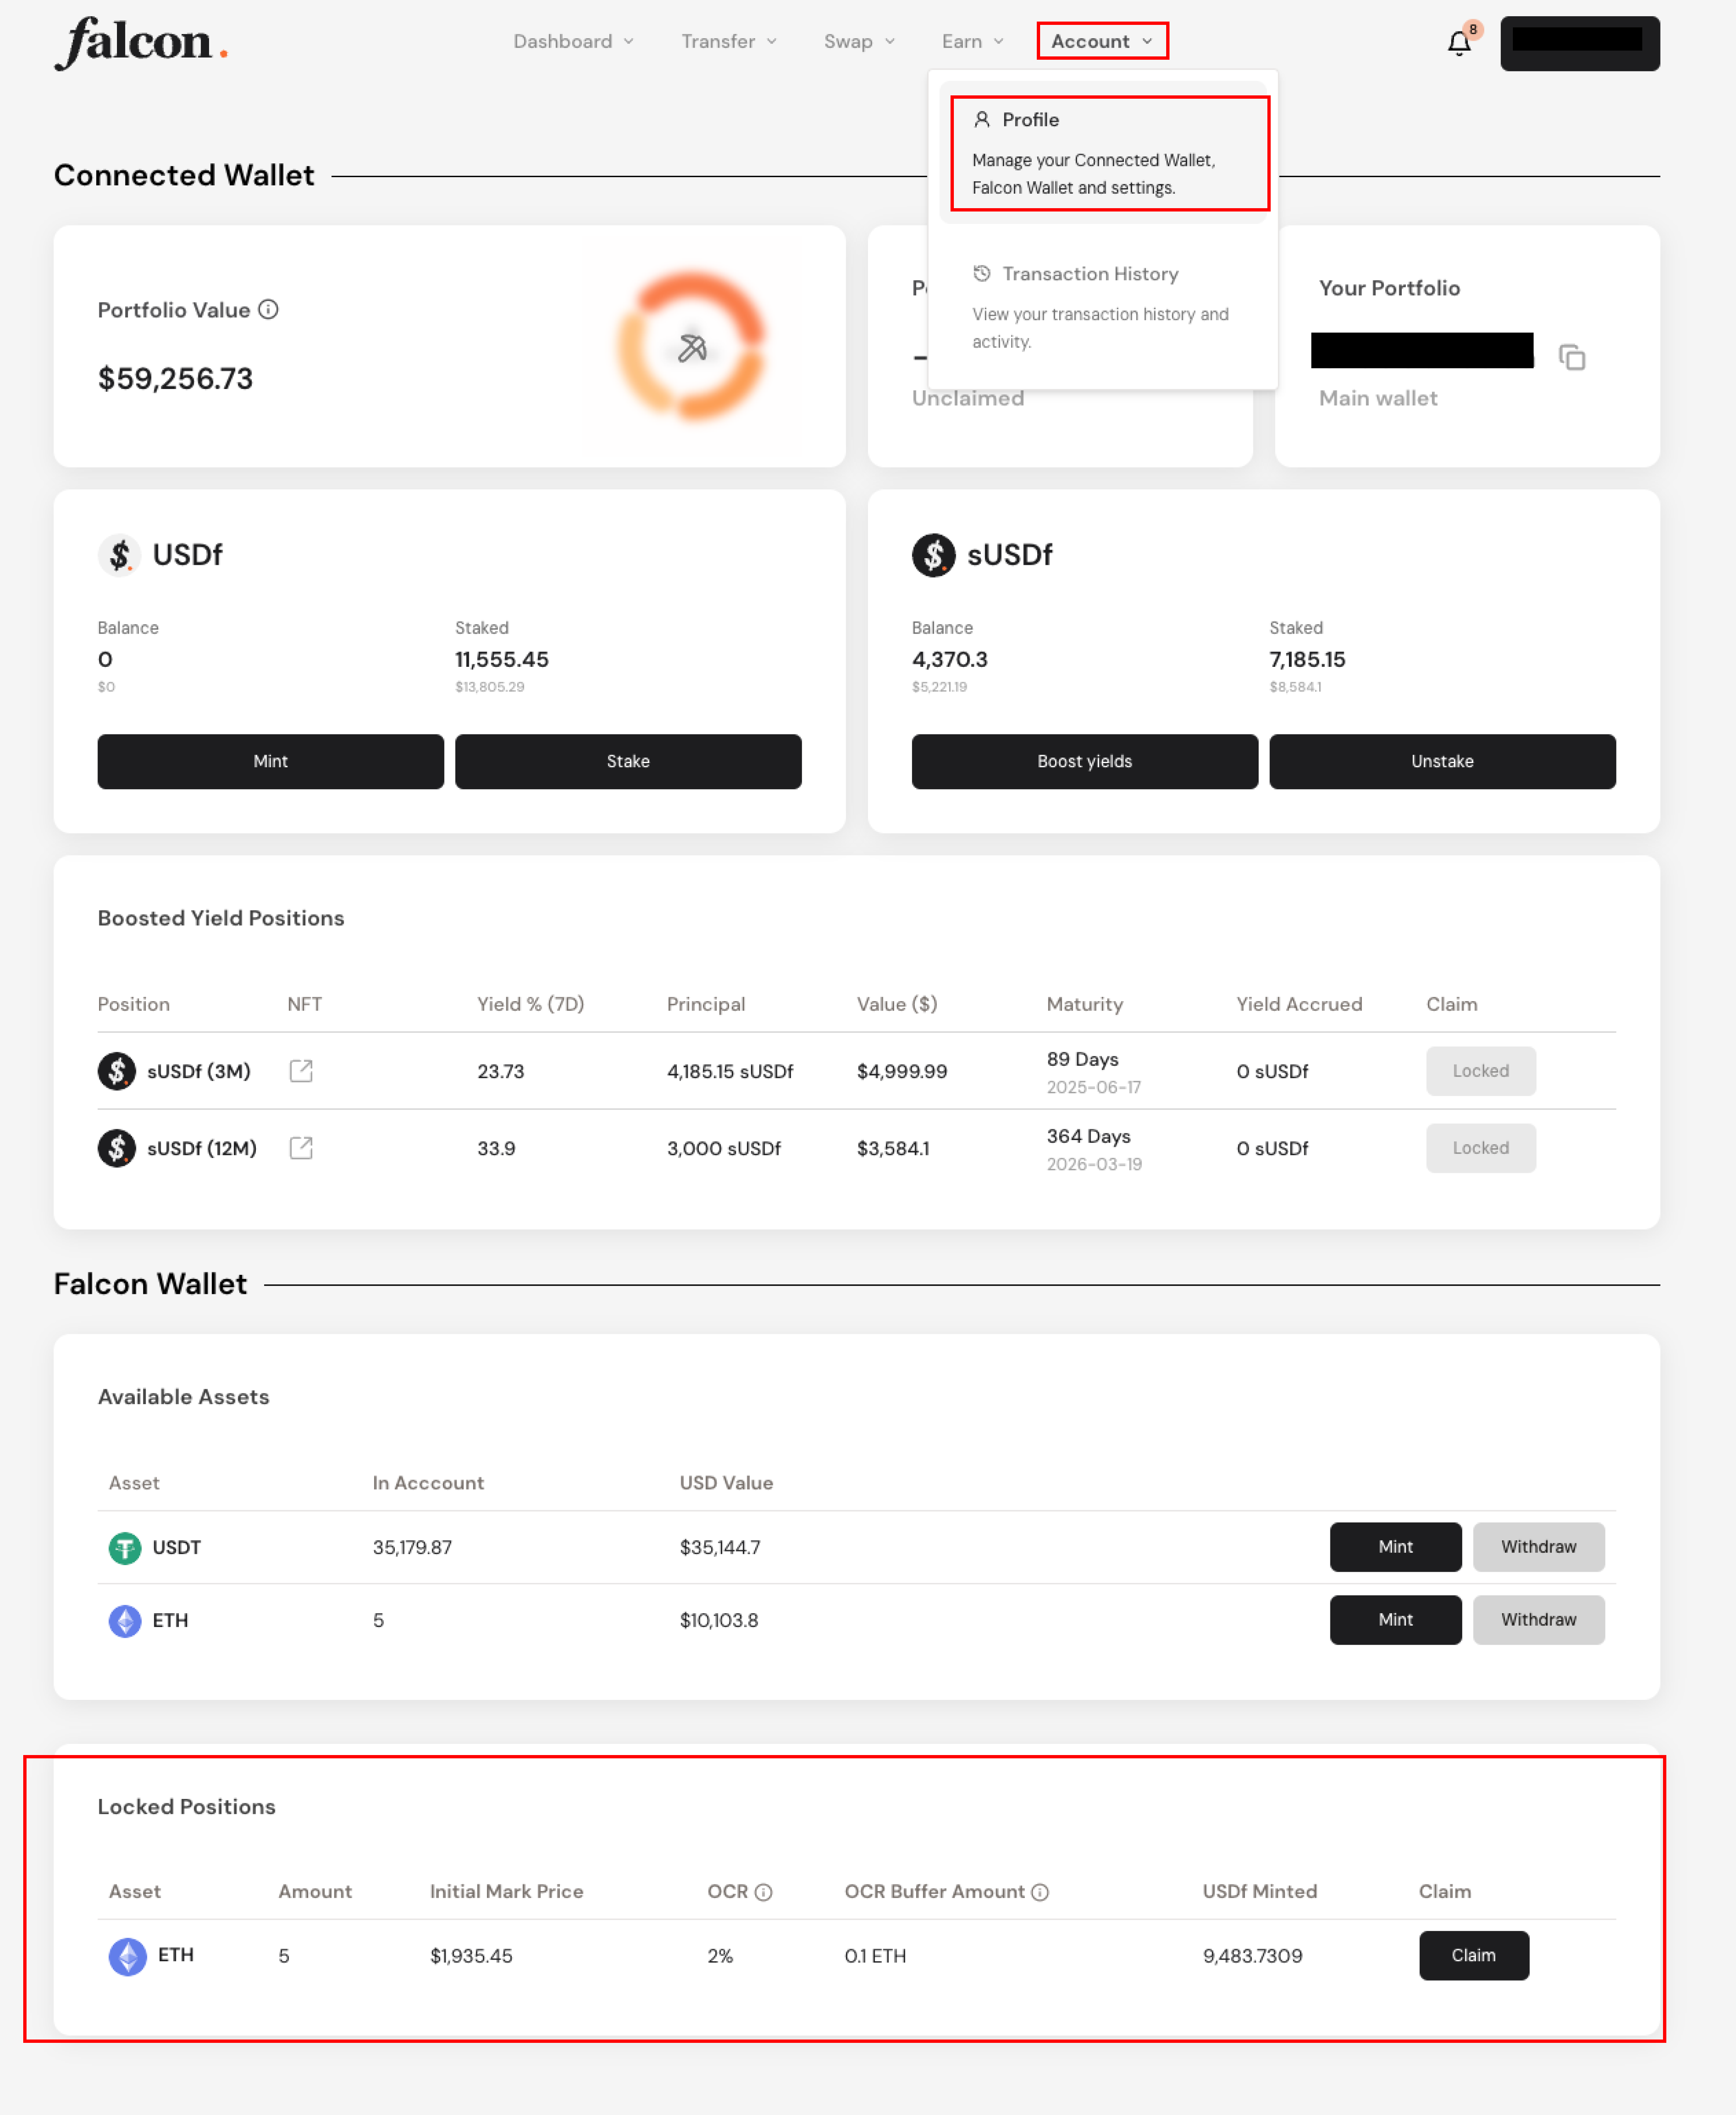 falcon.
Dashboard
Transfer
Swap
Earn
Account
8
Profile
Manage your Connected Wallet,
Falcon Wallet and settings.
Transaction History
View your transaction history and
activity.
Connected Wallet
Portfolio Value
$59,256.73
Unclaimed
Your Portfolio
Main wallet
$. USDf
Balance
0
$0
Staked
11,555.45
$13,805.29
Mint
Stake
$. sUSDf
Balance
4,370.3
$5,221.19
Staked
7,185.15
$8,584.1
Boost yields
Unstake
Boosted Yield Positions
Position NFT Yield % (7D) Principal Value ($) Maturity Yield Accrued Claim
$. sUSDf (3M) 23.73 4,185.15 sUSDf $4,999.99 89 Days 0 sUSDf Locked
2025-06-17
$. sUSDf (12M) 33.9 3,000 sUSDf $3,584.1 364 Days 0 sUSDf Locked
2026-03-19
Falcon Wallet
Available Assets
Asset In Acccount USD Value
USDT 35,179.87 $35,144.7 Mint Withdraw
ETH 5 $10,103.8 Mint Withdraw
Locked Positions
Asset Amount Initial Mark Price OCR OCR Buffer Amount USDf Minted Claim
ETH 5 $1,935.45 2% 0.1 ETH 9,483.7309 Claim